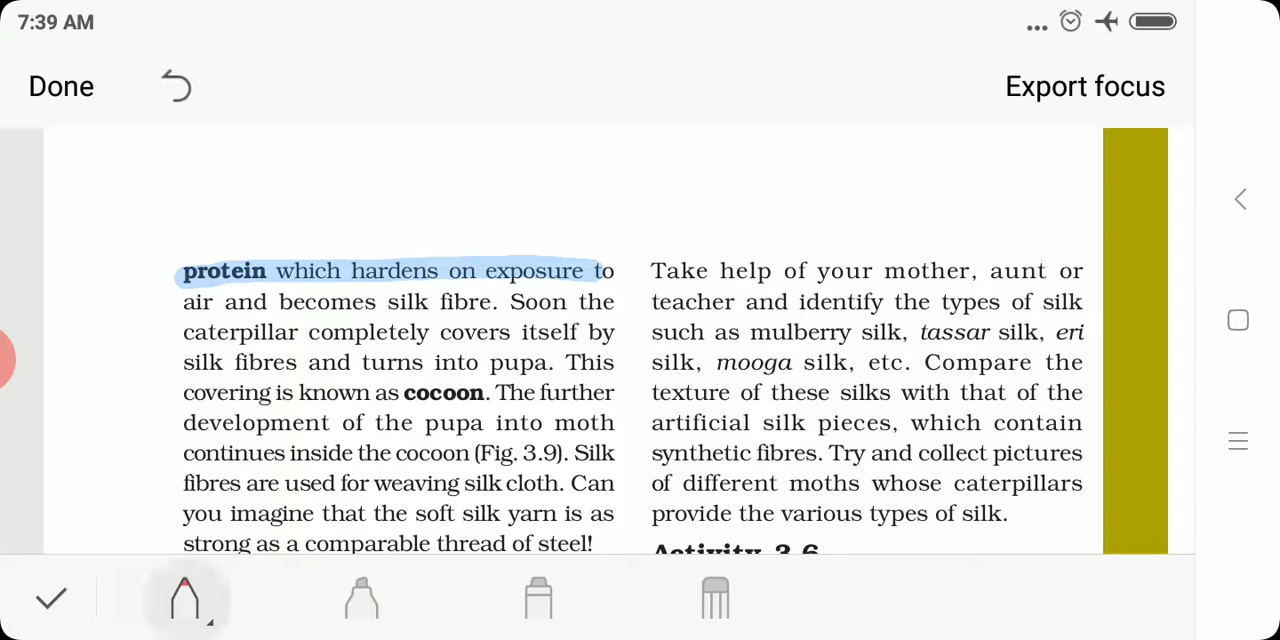 7:39 AM
Done
Export focus
protein which hardens on exposure to
air and becomes silk fibre. Soon the
caterpillar completely covers itself by
silk fibres and turns into pupa. This
covering is known as cocoon. The further
development of the pupa into moth
continues inside the cocoon (Fig. 3.9). Silk
fibres are used for weaving silk cloth. Can
you imagine that the soft silk yarn is as
strong as a comparable thread of steel!
Take help of your mother, aunt or
teacher and identify the types of silk
such as mulberry silk, tassar silk, eri
silk, mooga silk, etc. Compare the
texture of these silks with that of the
artificial silk pieces, which contain
synthetic fibres. Try and collect pictures
of different moths whose caterpillars
provide the various types of silk.
Activity 3.6